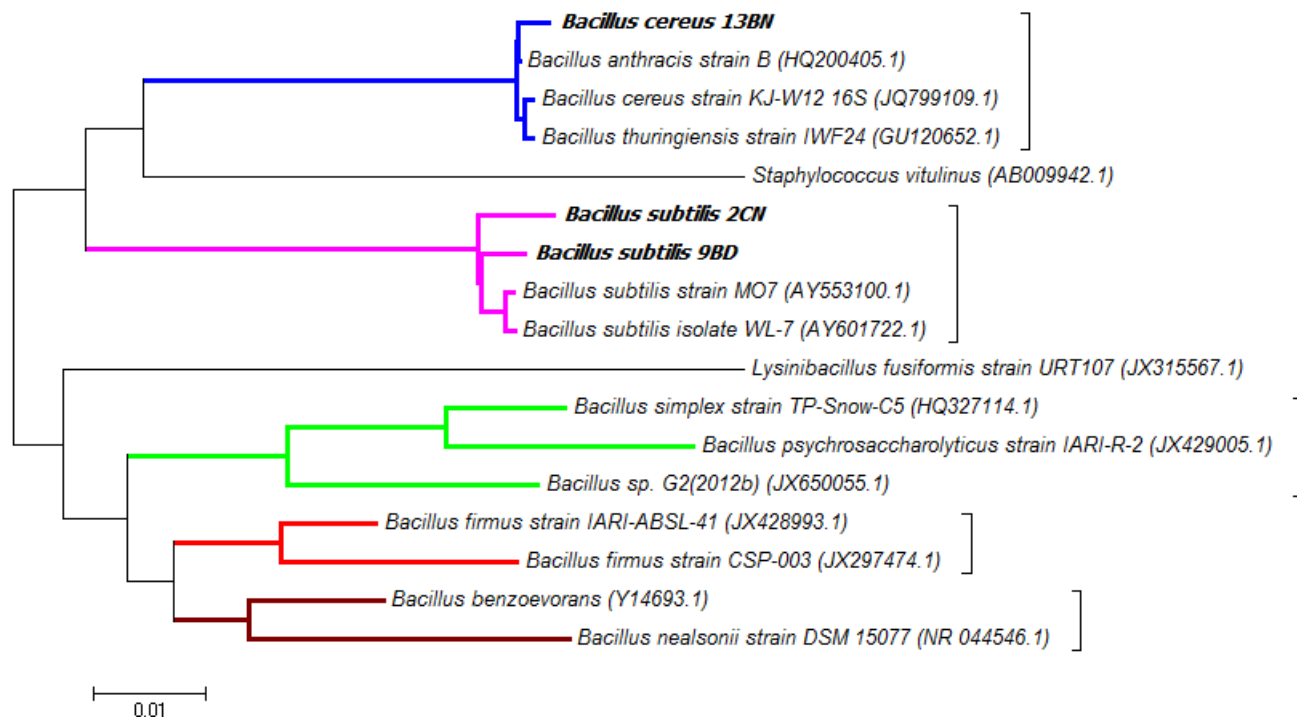 Bacillus cereus 13BN
Bacillus anthracis strain B (HQ200405.1)
Bacillus cereus strain KJ-W12 16S (JQ799109.1)
Bacillus thuringiensis strain IWF24 (GU120652.1)
Staphylococcus vitulinus (AB009942.1)
Bacillus subtilis 2CN
Bacillus subtilis 9BD
Bacillus subtilis strain MO7 (AY553100.1)
Bacillus subtilis isolate WL-7 (AY601722.1)
Lysinibacillus fusiformis strain URT107 (JX315567.1)
Bacillus simplex strain TP-Snow-C5 (HQ327114.1)
Bacillus psychrosaccharolyticus strain IARI-R-2 (JX429005.1)
Bacillus sp. G2(2012b) (JX650055.1)
Bacillus firmus strain IARI-ABSL-41 (JX428993.1)
Bacillus firmus strain CSP-003 (JX297474.1)
Bacillus benzoevorans (Y14693.1)
Bacillus nealsonii strain DSM 15077 (NR 044546.1)
0.01